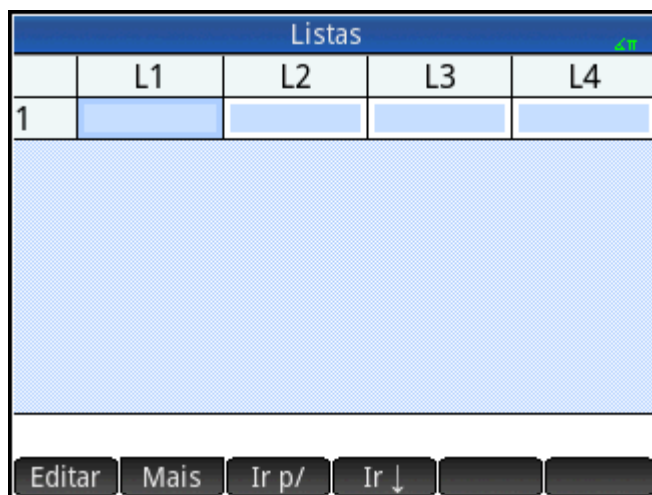 Listas
∡π
L1 L2 L3 L4
1
Editar Mais Ir p/ Ir ↓